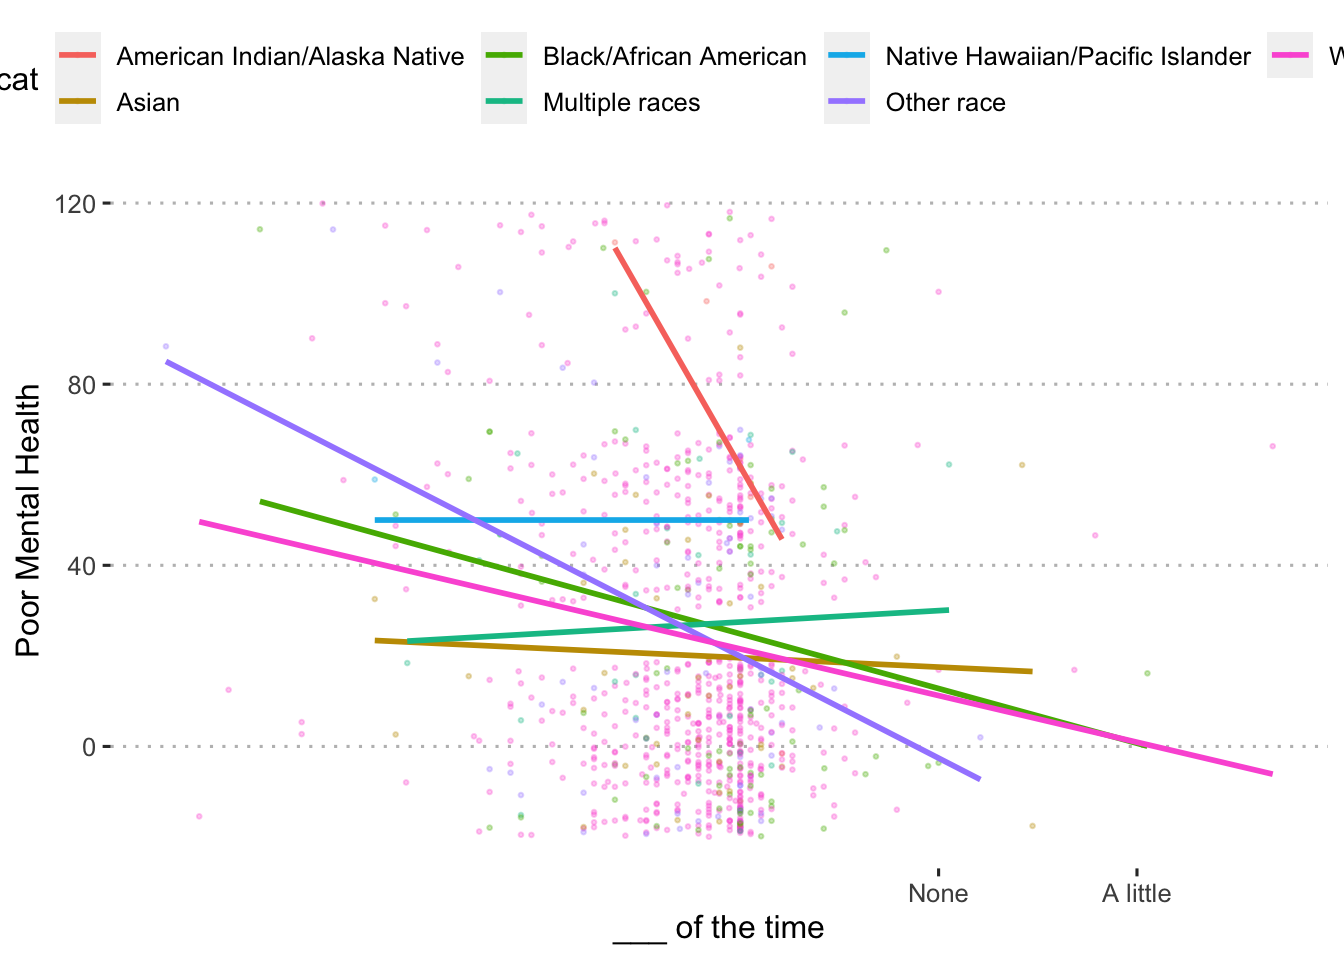 cat
American Indian/Alaska Native
Black/African American
Native Hawaiian/Pacific Islander
Asian
Multiple races
Other race
120
80
40
0
Poor Mental Health
None
A little
___ of the time